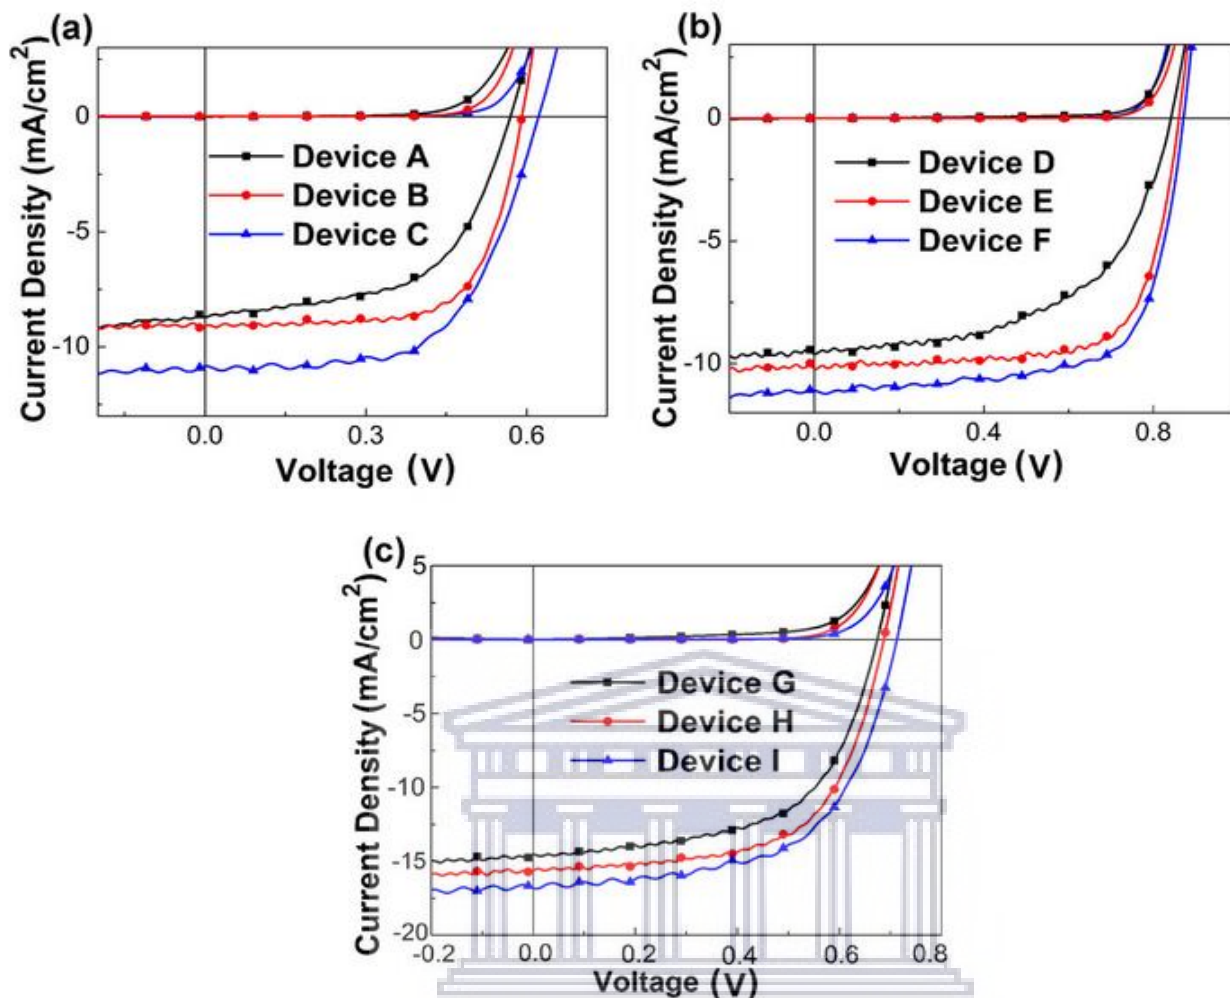 (a)
Current Density (mA/cm²)
0
-5
-10
Device A
Device B
Device C
0.0 0.3 0.6
Voltage (V)
(b)
Current Density (mA/cm²)
0
-5
-10
Device D
Device E
Device F
0.0 0.4 0.8
Voltage (V)
(c)
Current Density (mA/cm²)
5
0
-5
-10
-15
-20
Device G
Device H
Device I
-0.2 0.0 0.2 0.4 0.6 0.8
Voltage (V)